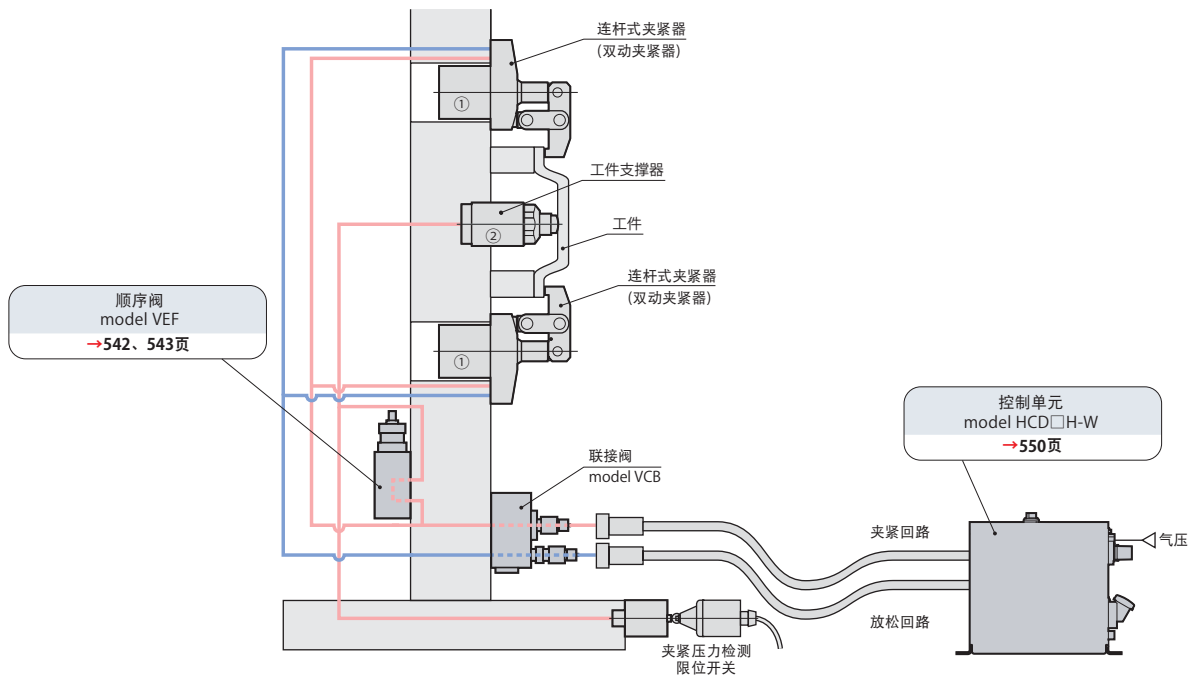 连杆式夹紧器
(双动夹紧器)
①
工件支撑器
②
工件
连杆式夹紧器
(双动夹紧器)
①
顺序阀
model VEF
→542、543页
控制单元
model HCD□H-W
→550页
联接阀
model VCB
夹紧回路
气压
放松回路
夹紧压力检测
限位开关